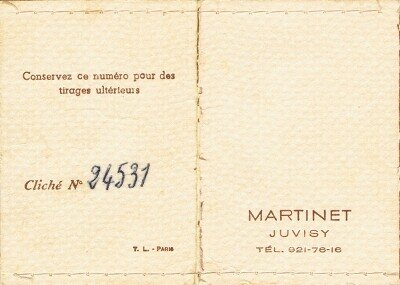 Conservez ce numéro pour des
tirages ultérieurs
Cliché N° 24531
T. L. - PARIS
MARTINET
JUVISY
TÉL. 921-76-16